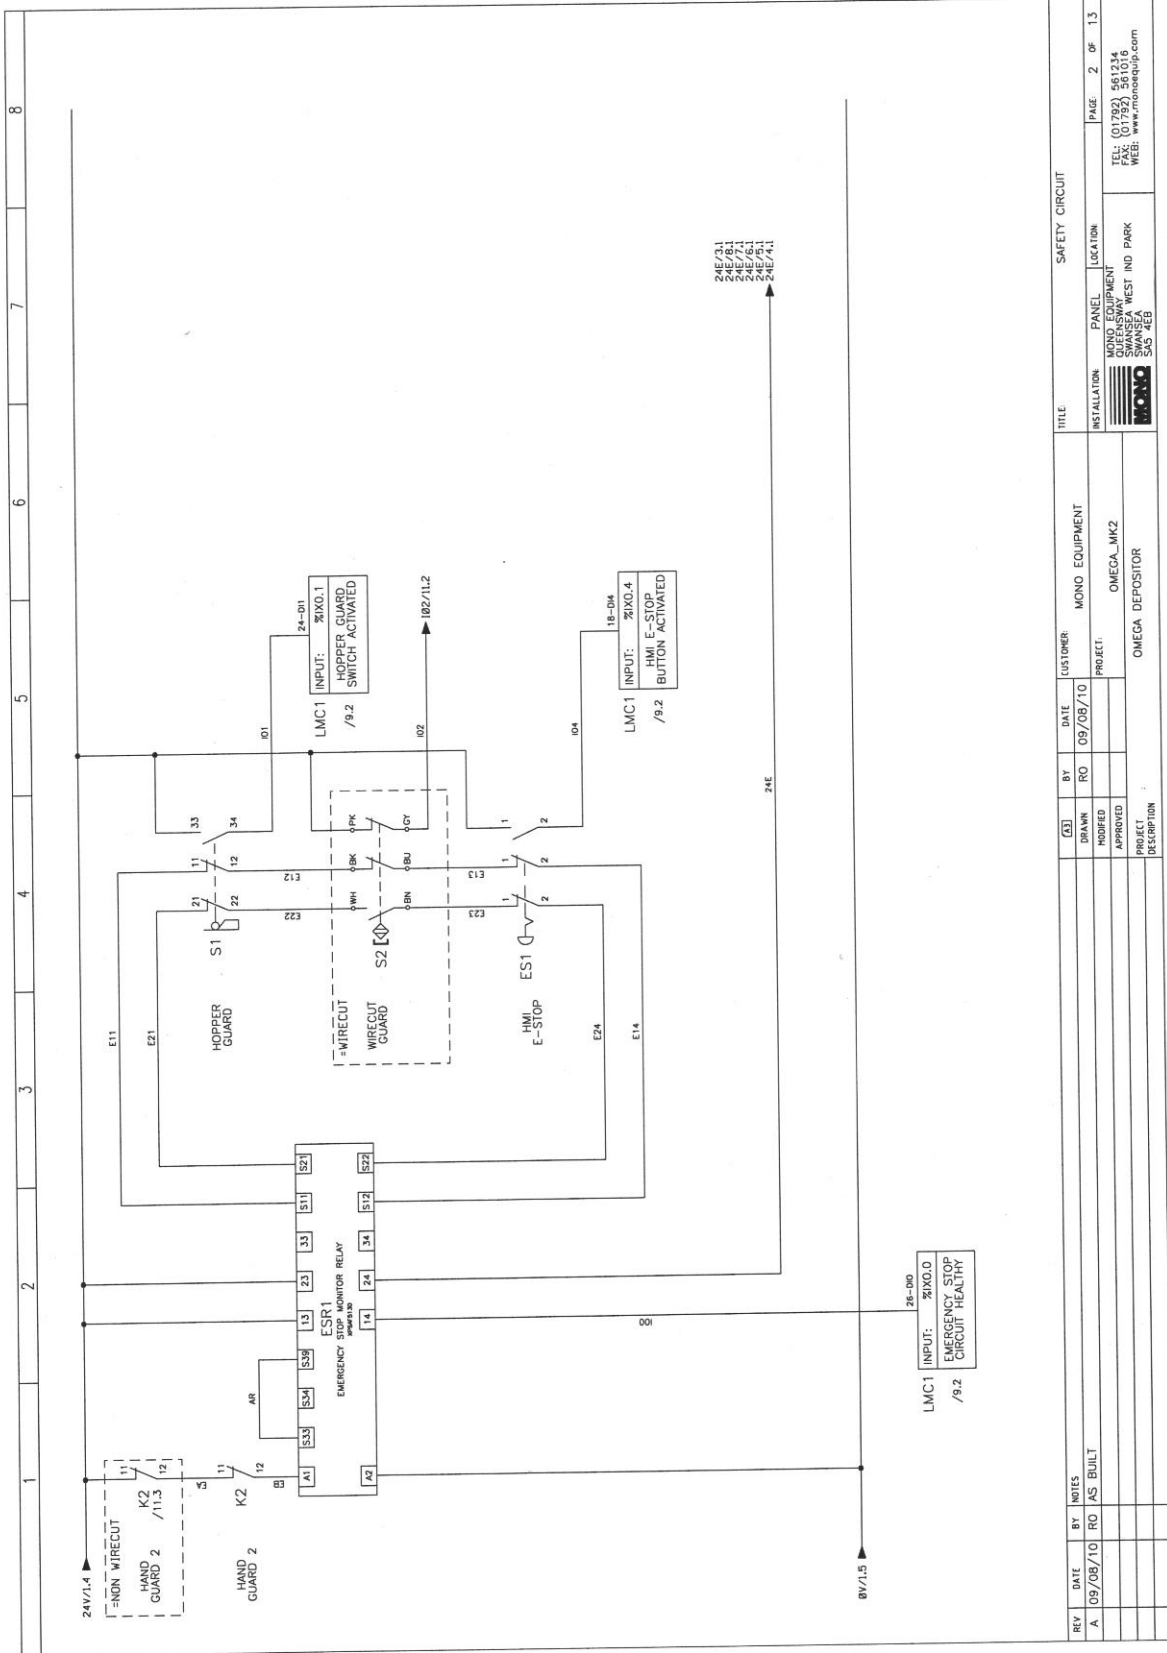 1
2
3
4
5
6
7
8
24V/1.4
=NON WIRECUT
HAND
GUARD 2
K2
/11.3
11
12
EA
HAND
GUARD 2
K2
11
12
EB
AR
A1
S33
S34
S39
13
23
33
S11
S21
ESR1
EMERGENCY STOP MONITOR RELAY
A2
14
24
34
S12
S22
E11
E21
HOPPER
GUARD
S1
21
22
11
12
33
34
E22
E12
I01
24-DI1
LMC1
INPUT: %IX0.1
HOPPER GUARD
SWITCH ACTIVATED
/9.2
=WIRECUT
WIRECUT
GUARD
S2
WH
BN
BK
BU
PK
GY
I02
I02/11.2
E23
E13
HMI
E-STOP
ES1
1
2
1
2
1
2
I04
18-DI4
LMC1
INPUT: %IX0.4
HMI E-STOP
BUTTON ACTIVATED
/9.2
E24
E14
24E
24E/3.1
24E/8.1
24E/7.1
24E/6.1
24E/5.1
24E/4.1
I00
0V/1.5
26-DI0
LMC1
INPUT: %IX0.0
EMERGENCY STOP
CIRCUIT HEALTHY
/9.2
REV DATE BY NOTES
A 09/08/10 RO AS BUILT
A3 BY DATE
DRAWN RO 09/08/10
MODIFIED
APPROVED
PROJECT
DESCRIPTION :
OMEGA DEPOSITOR
CUSTOMER: MONO EQUIPMENT
PROJECT: OMEGA_MK2
TITLE: SAFETY CIRCUIT
INSTALLATION: PANEL
LOCATION:
PAGE: 2 OF 13
MONO
MONO EQUIPMENT
QUEENSWAY
SWANSEA WEST IND PARK
SWANSEA
SA5 4EB
TEL: (01792) 561234
FAX: (01792) 561016
WEB: www.monoequip.com